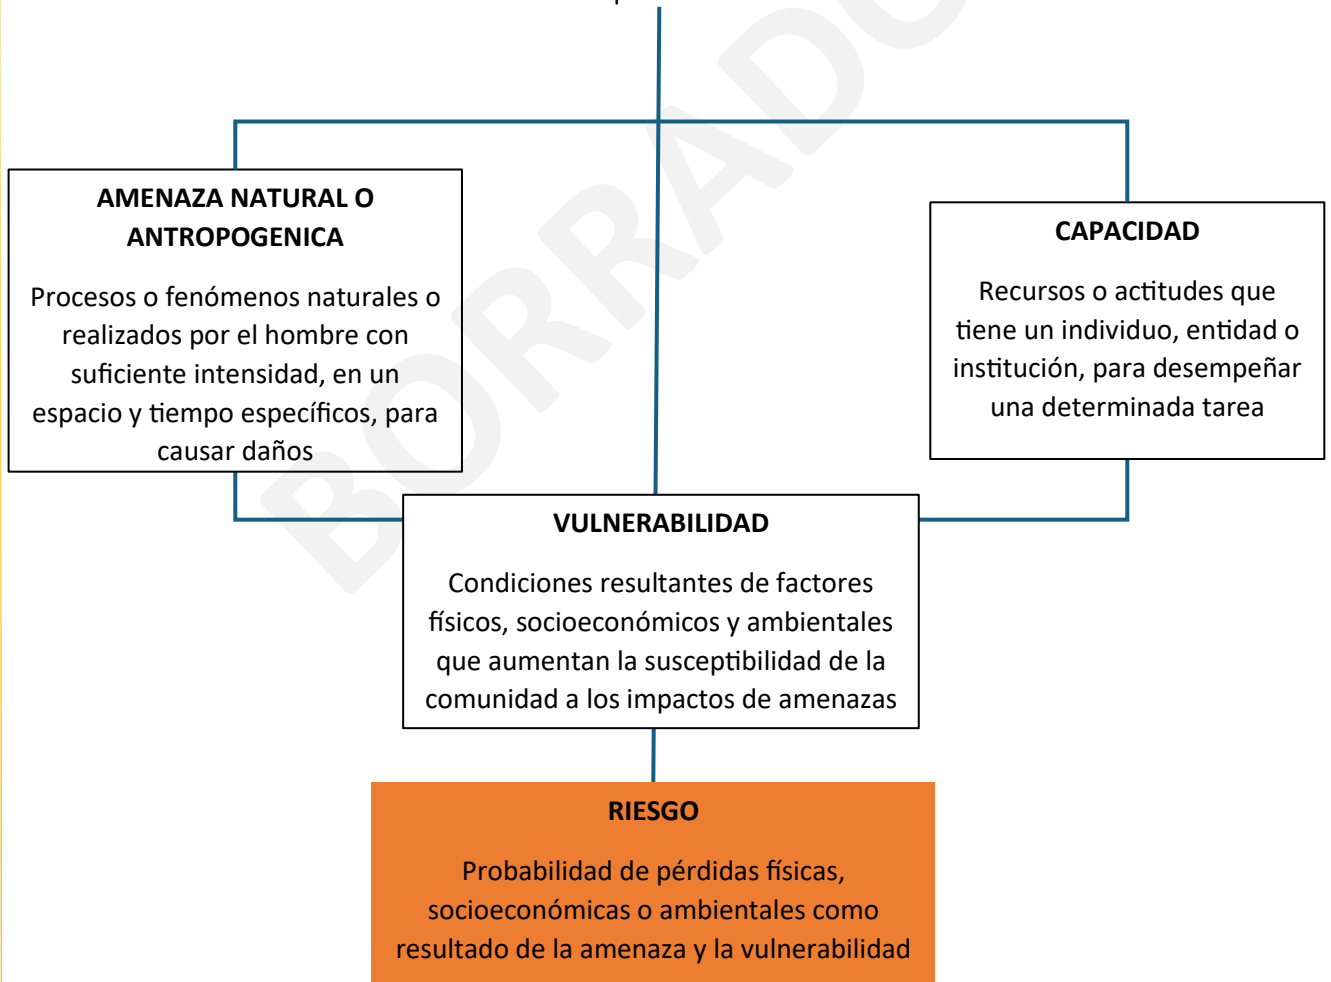 AMENAZA NATURAL O
ANTROPOGENICA
Procesos o fenómenos naturales o
realizados por el hombre con
suficiente intensidad, en un
espacio y tiempo específicos, para
causar daños
CAPACIDAD
Recursos o actitudes que
tiene un individuo, entidad o
institución, para desempeñar
una determinada tarea
VULNERABILIDAD
Condiciones resultantes de factores
físicos, socioeconómicos y ambientales
que aumentan la susceptibilidad de la
comunidad a los impactos de amenazas
RIESGO
Probabilidad de pérdidas físicas,
socioeconómicas o ambientales como
resultado de la amenaza y la vulnerabilidad
BORRADO